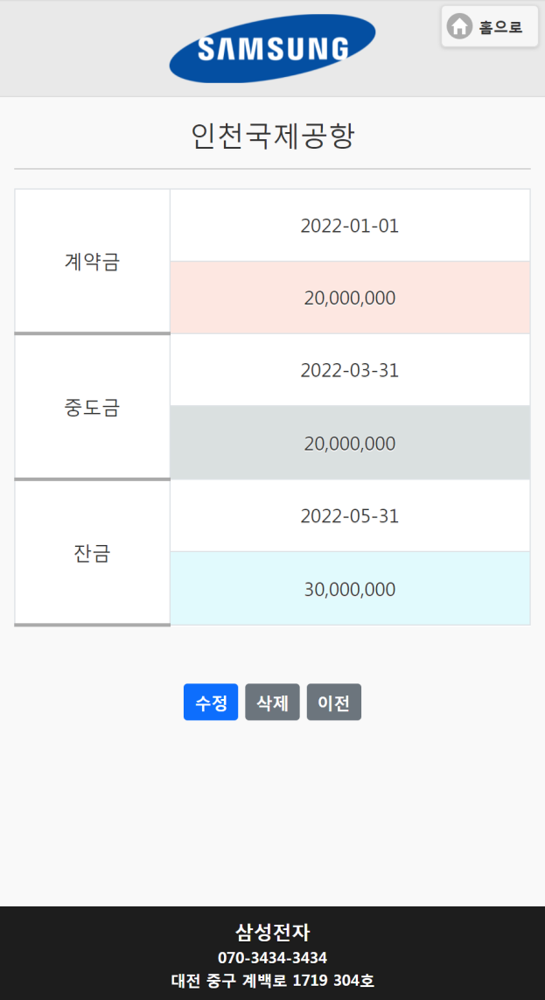 SAMSUNG
홈으로
인천국제공항
계약금
2022-01-01
20,000,000
중도금
2022-03-31
20,000,000
잔금
2022-05-31
30,000,000
수정 삭제 이전
삼성전자
070-3434-3434
대전 중구 계백로 1719 304호